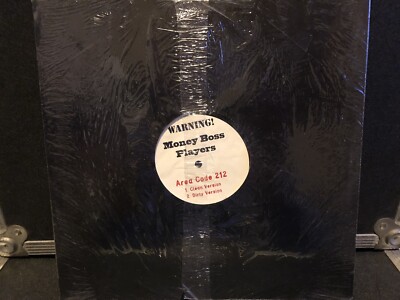 WARNING!
Money Boss
Players
Area Code 212
1. Clean Version
2. Dirty Version